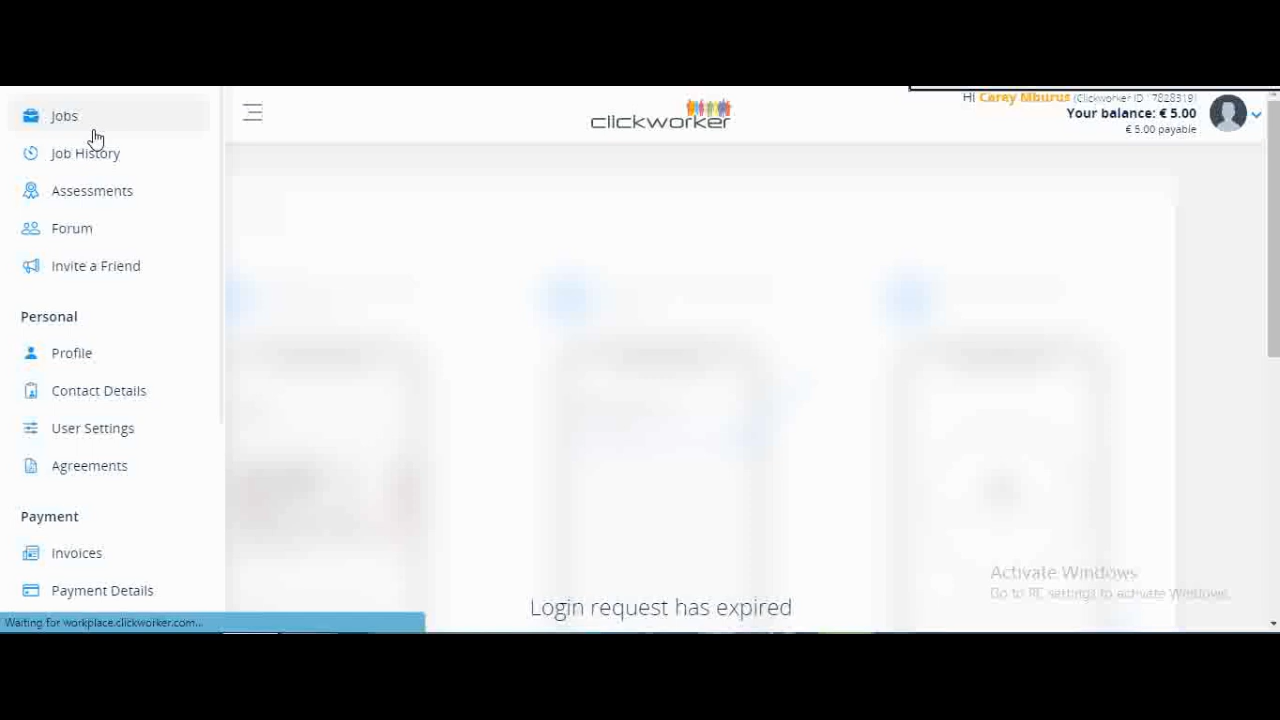 Jobs
Job History
Assessments
Forum
Invite a Friend
Personal
Profile
Contact Details
User Settings
Agreements
Payment
Invoices
Payment Details
Waiting for workplace.clickworker.com...
clickworker
Hi Carey Mburus (Clickworker ID : 7828319)
Your balance: € 5.00
€ 5.00 payable
Login request has expired
Activate Windows
Go to PC settings to activate Windows.